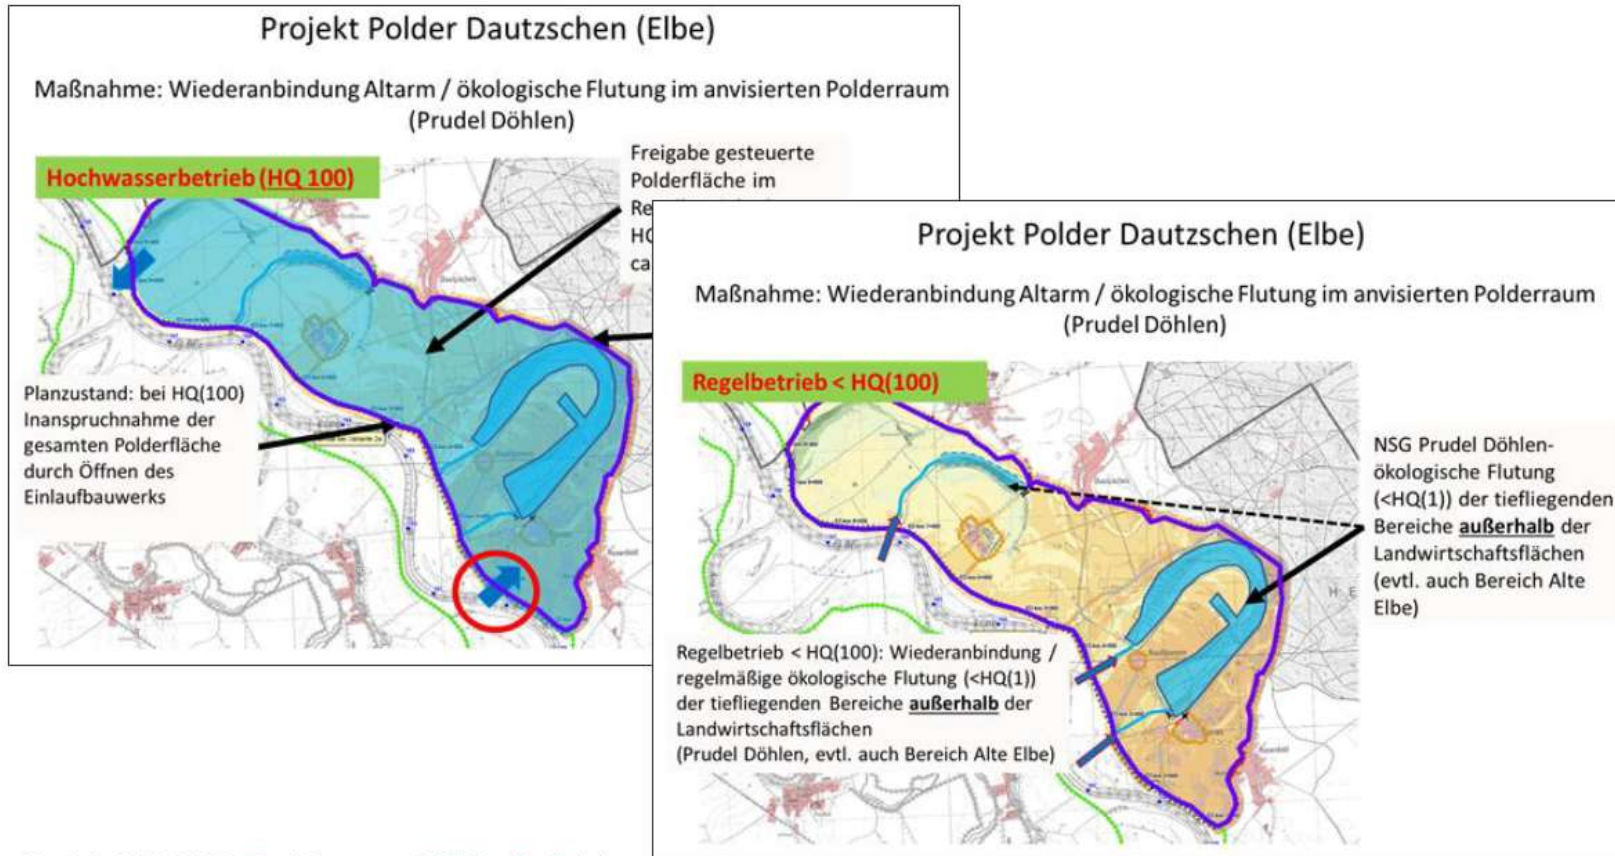 Projekt Polder Dautzschen (Elbe)
Maßnahme: Wiederanbindung Altarm / ökologische Flutung im anvisierten Polderraum
(Prudel Döhlen)
Hochwasserbetrieb (HQ 100)
Freigabe gesteuerte
Polderfläche im
Planzustand: bei HQ(100)
Inanspruchnahme der
gesamten Polderfläche
durch Öffnen des
Einlaufbauwerks
Projekt Polder Dautzschen (Elbe)
Maßnahme: Wiederanbindung Altarm / ökologische Flutung im anvisierten Polderraum
(Prudel Döhlen)
Regelbetrieb < HQ(100)
NSG Prudel Döhlen-
ökologische Flutung
(<HQ(1)) der tiefliegenden
Bereiche außerhalb der
Landwirtschaftsflächen
(evtl. auch Bereich Alte
Elbe)
Regelbetrieb < HQ(100): Wiederanbindung /
regelmäßige ökologische Flutung (<HQ(1))
der tiefliegenden Bereiche außerhalb der
Landwirtschaftsflächen
(Prudel Döhlen, evtl. auch Bereich Alte Elbe)